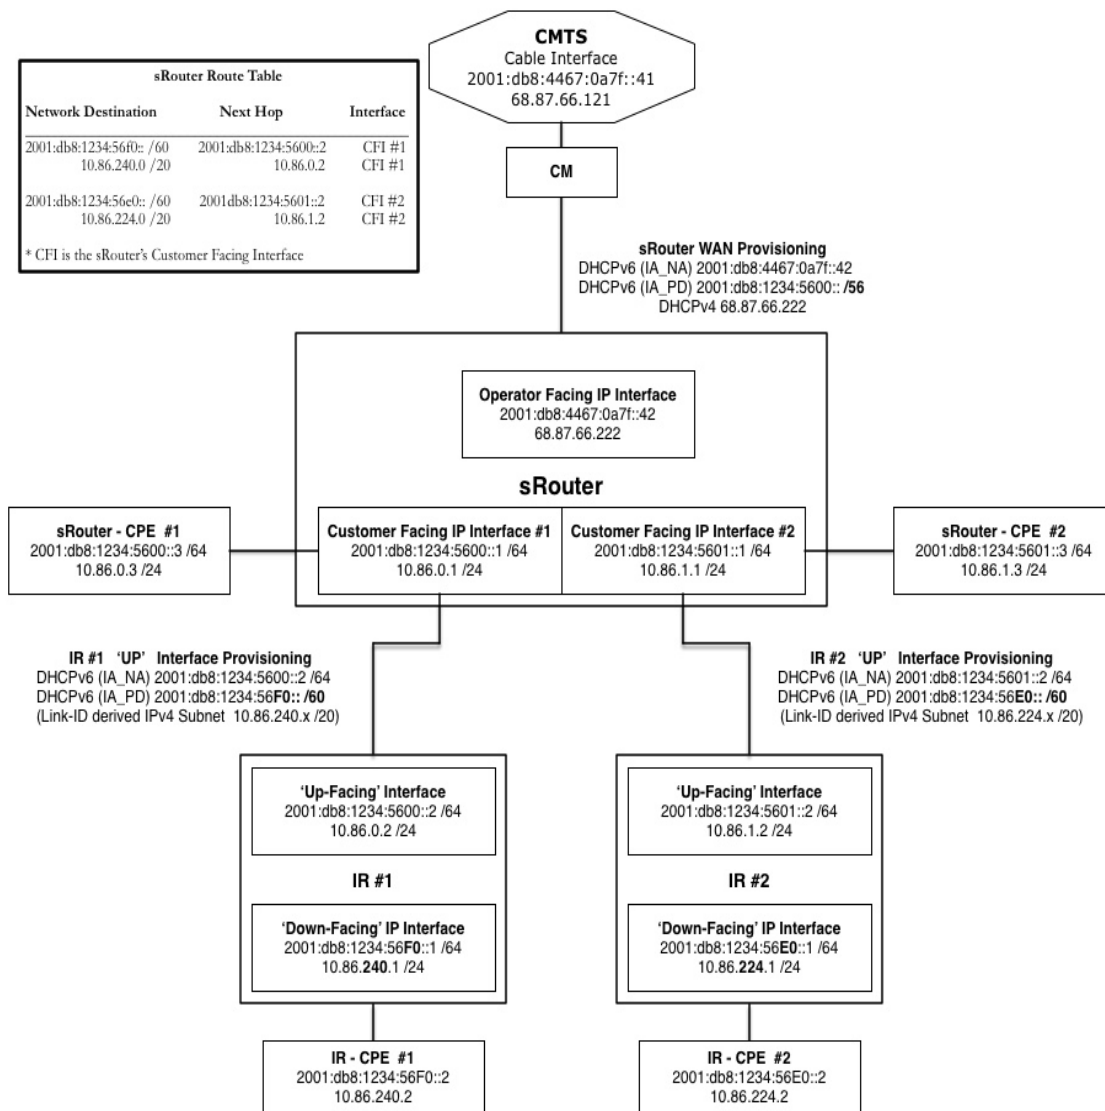 CMTS
Cable Interface
2001:db8:4467:0a7f::41
68.87.66.121
sRouter Route Table
Network Destination Next Hop Interface
2001:db8:1234:56f0:: /60 2001:db8:1234:5600::2 CFI #1
10.86.240.0 /20 10.86.0.2 CFI #1
2001:db8:1234:56e0:: /60 2001db8:1234:5601::2 CFI #2
10.86.224.0 /20 10.86.1.2 CFI #2
* CFI is the sRouter's Customer Facing Interface
CM
sRouter WAN Provisioning
DHCPv6 (IA_NA) 2001:db8:4467:0a7f::42
DHCPv6 (IA_PD) 2001:db8:1234:5600:: /56
DHCPv4 68.87.66.222
Operator Facing IP Interface
2001:db8:4467:0a7f::42
68.87.66.222
sRouter
sRouter - CPE #1
2001:db8:1234:5600::3 /64
10.86.0.3 /24
Customer Facing IP Interface #1
2001:db8:1234:5600::1 /64
10.86.0.1 /24
Customer Facing IP Interface #2
2001:db8:1234:5601::1 /64
10.86.1.1 /24
sRouter - CPE #2
2001:db8:1234:5601::3 /64
10.86.1.3 /24
IR #1 ‘UP’ Interface Provisioning
DHCPv6 (IA_NA) 2001:db8:1234:5600::2 /64
DHCPv6 (IA_PD) 2001:db8:1234:56F0:: /60
(Link-ID derived IPv4 Subnet 10.86.240.x /20)
IR #2 ‘UP’ Interface Provisioning
DHCPv6 (IA_NA) 2001:db8:1234:5601::2 /64
DHCPv6 (IA_PD) 2001:db8:1234:56E0:: /60
(Link-ID derived IPv4 Subnet 10.86.224.x /20)
‘Up-Facing’ Interface
2001:db8:1234:5600::2 /64
10.86.0.2 /24
IR #1
‘Down-Facing’ IP Interface
2001:db8:1234:56F0::1 /64
10.86.240.1 /24
‘Up-Facing’ Interface
2001:db8:1234:5601::2 /64
10.86.1.2 /24
IR #2
‘Down-Facing’ IP Interface
2001:db8:1234:56E0::1 /64
10.86.224.1 /24
IR - CPE #1
2001:db8:1234:56F0::2
10.86.240.2
IR - CPE #2
2001:db8:1234:56E0::2
10.86.224.2